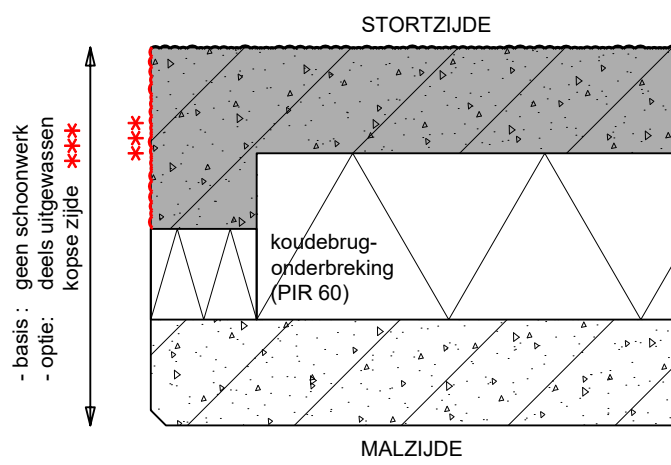 STORTZIJDE
- basis : geen schoonwerk
- optie: deels uitgewassen
kopse zijde ***
***
koudebrug-
onderbreking
(PIR 60)
MALZIJDE